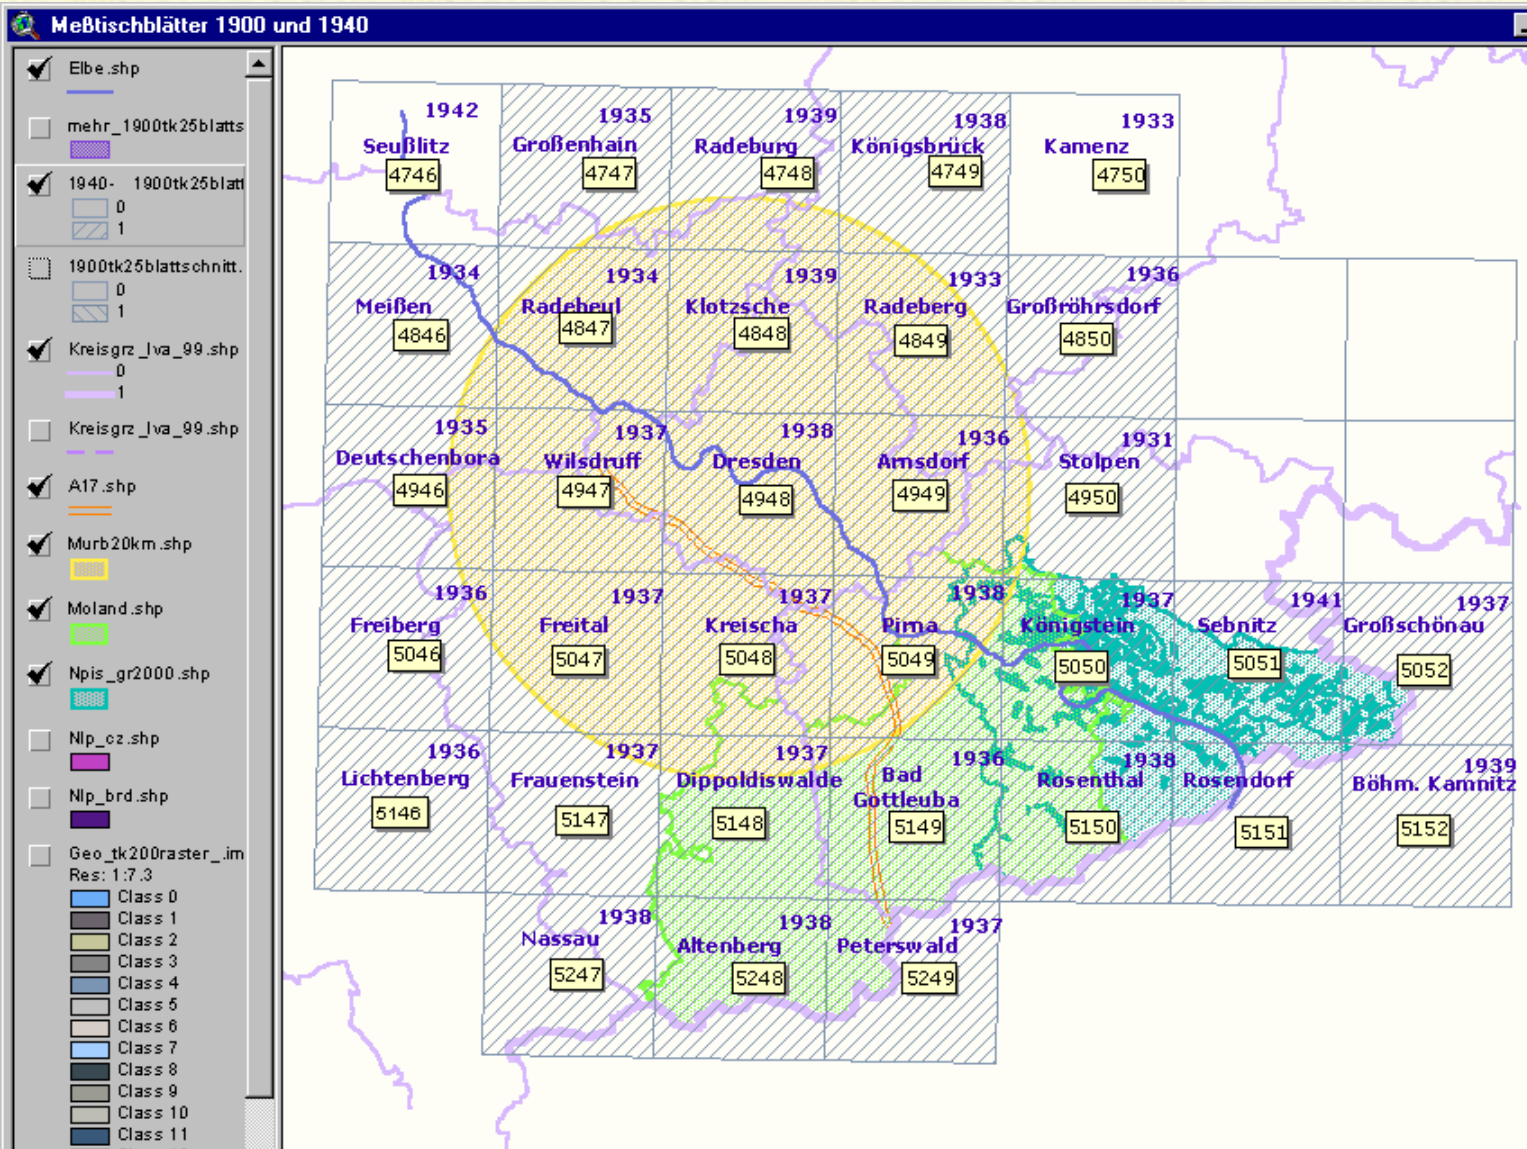 Meßtischblätter 1900 und 1940
Elbe.shp
mehr_1900tk25blatts
1940- 1900tk25blatt
0
1
1900tk25blattschnitt.
0
1
Kreisgrz_lva_99.shp
0
1
Kreisgrz_lva_99.shp
A17.shp
Murb20km.shp
Moland.shp
Npis_gr2000.shp
Nlp_cz.shp
Nlp_brd.shp
Geo_tk200raster_.im
Res: 1:7.3
Class 0
Class 1
Class 2
Class 3
Class 4
Class 5
Class 6
Class 7
Class 8
Class 9
Class 10
Class 11
1942 1935 1939 1938 1933
Seußlitz Großenhain Radeburg Königsbrück Kamenz
4746 4747 4748 4749 4750
1934 1934 1939 1933 1936
Meißen Radebeul Klotzsche Radeberg Großröhrsdorf
4846 4847 4848 4849 4850
1935 1937 1938 1936 1931
Deutschenbora Wilsdruff Dresden Arnsdorf Stolpen
4946 4947 4948 4949 4950
1936 1937 1937 1938 1937 1941 1937
Freiberg Freital Kreischa Pirna Königstein Sebnitz Großschönau
5046 5047 5048 5049 5050 5051 5052
1936 1937 1937 1936 1938 1939
Lichtenberg Frauenstein Dippoldiswalde Bad Gottleuba Rosenthal Rosendorf Böhm. Kamnitz
5146 5147 5148 5149 5150 5151 5152
1938 1938 1937
Nassau Altenberg Peterswald
5247 5248 5249